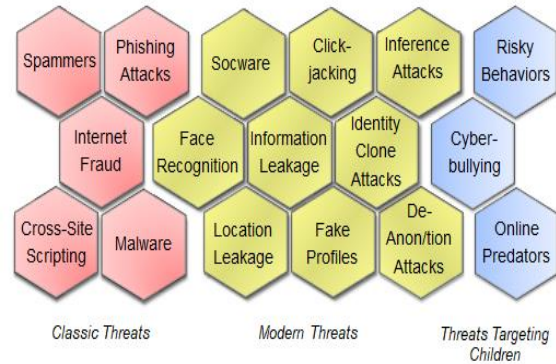 Spammers
Phishing
Attacks
Socware
Click-
jacking
Inference
Attacks
Risky
Behaviors
Internet
Fraud
Face
Recognition
Information
Leakage
Identity
Clone
Attacks
Cyber-
bullying
Cross-Site
Scripting
Malware
Location
Leakage
Fake
Profiles
De-
Anon/tion
Attacks
Online
Predators
Classic Threats
Modern Threats
Threats Targeting
Children